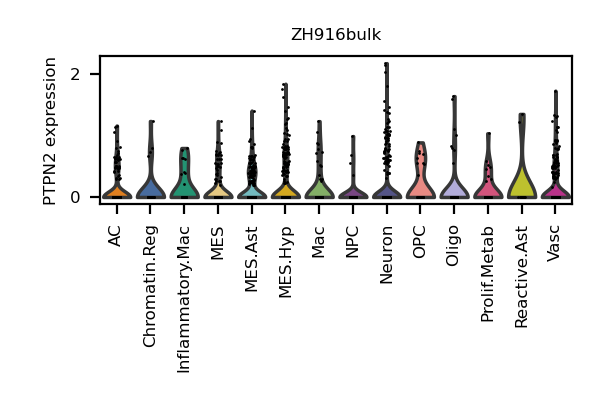 ZH916bulk
PTPN2 expression
2
0
AC
Chromatin.Reg
Inflammatory.Mac
MES
MES.Ast
MES.Hyp
Mac
NPC
Neuron
OPC
Oligo
Prolif.Metab
Reactive.Ast
Vasc